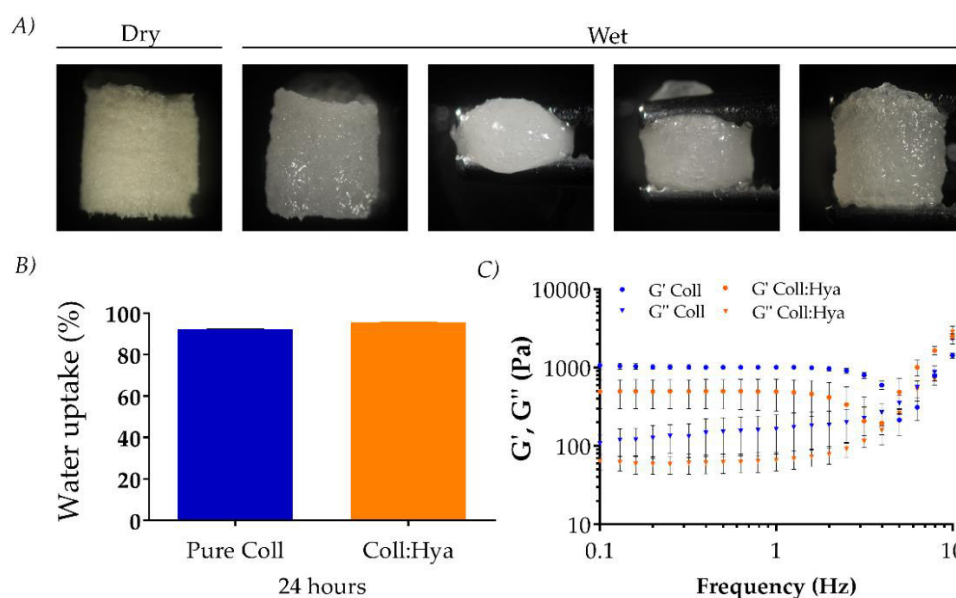 A)
Dry
Wet
B)
Water uptake (%)
100
80
60
40
20
0
Pure Coll
Coll:Hya
24 hours
C)
G' Coll
G' Coll:Hya
G" Coll
G" Coll:Hya
G', G" (Pa)
10000
1000
100
10
0.1
1
10
Frequency (Hz)